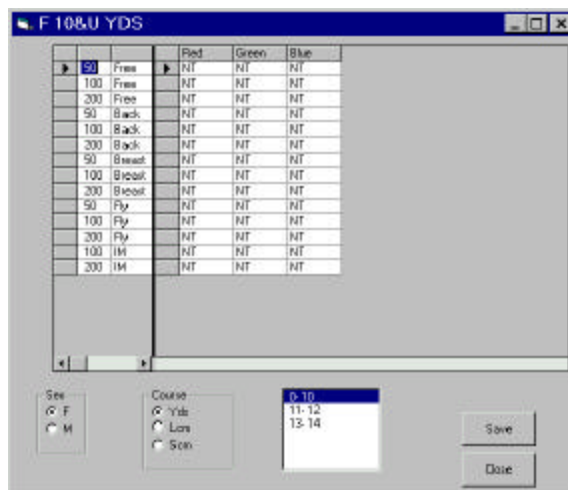 F 10&U YDS
Red Green Blue
50 Free NT NT NT
100 Free NT NT NT
200 Free NT NT NT
50 Back NT NT NT
100 Back NT NT NT
200 Back NT NT NT
50 Breast NT NT NT
100 Breast NT NT NT
200 Breast NT NT NT
50 Fly NT NT NT
100 Fly NT NT NT
200 Fly NT NT NT
100 IM NT NT NT
200 IM NT NT NT
Sex
F
M
Course
Yds
Lcm
Scm
0-10
11-12
13-14
Save
Close